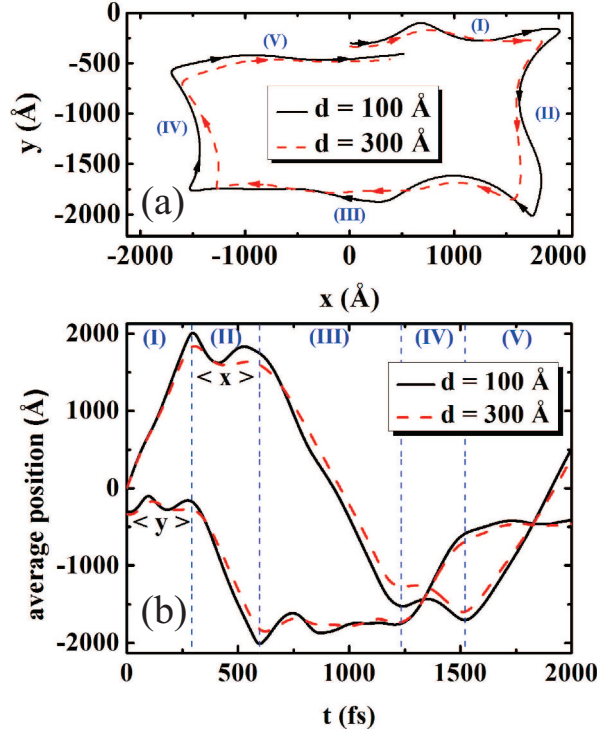 0
(V)
(I)
-500
d = 100 Å
d = 300 Å
y (Å)
-1000
(IV)
(II)
-1500
(a)
-2000
(III)
-2000 -1000 0 1000 2000
x (Å)
2000
(I) (II) (III) (IV) (V)
< x >
d = 100 Å
d = 300 Å
1000
average position (Å)
0
< y >
-1000
(b)
-2000
0 500 1000 1500 2000
t (fs)